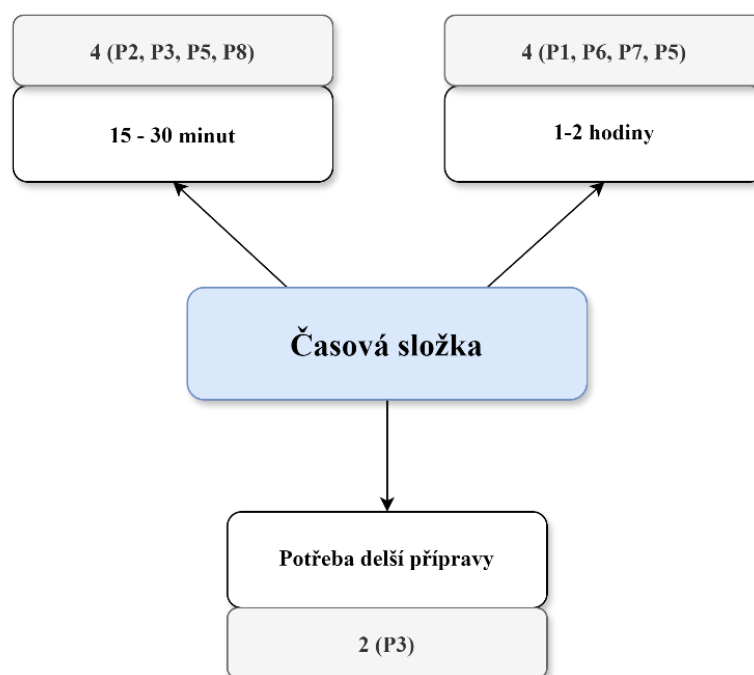 4 (P2, P3, P5, P8)
15 - 30 minut
4 (P1, P6, P7, P5)
1-2 hodiny
Časová složka
Potřeba delší přípravy
2 (P3)